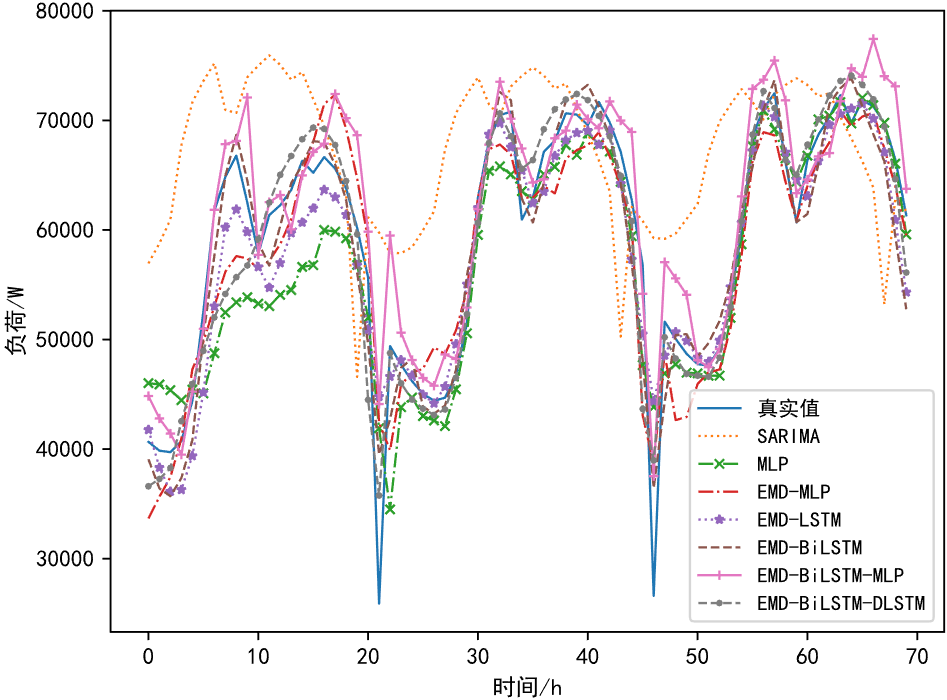 80000
70000
60000
50000
40000
30000
负荷/W
0 10 20 30 40 50 60 70
时间/h
真实值
SARIMA
MLP
EMD-MLP
EMD-LSTM
EMD-BiLSTM
EMD-BiLSTM-MLP
EMD-BiLSTM-DLSTM